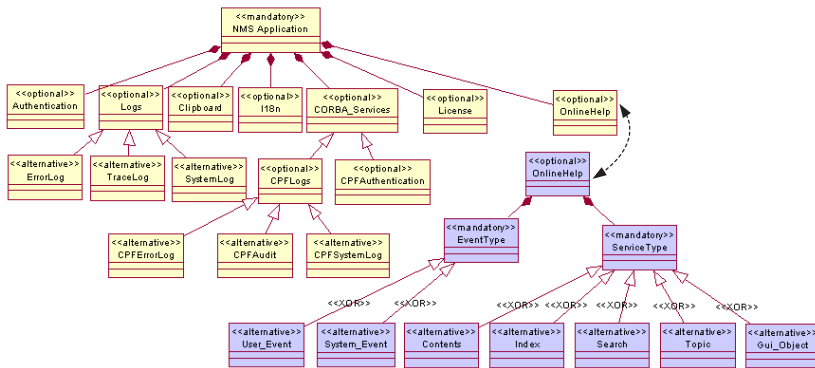 <<mandatory>>
NMS Application
<<optional>>
Authentication
<<optional>>
Logs
<<optional>>
Clipboard
<<optional>>
I18n
<<optional>>
CORBA_Services
<<optional>>
License
<<optional>>
OnlineHelp
<<alternative>>
ErrorLog
<<alternative>>
TraceLog
<<alternative>>
SystemLog
<<optional>>
CPFLogs
<<optional>>
CPFAuthentication
<<optional>>
OnlineHelp
<<alternative>>
CPFErrorLog
<<alternative>>
CPFAudit
<<alternative>>
CPFSystemLog
<<mandatory>>
EventType
<<mandatory>>
ServiceType
<<XOR>>
<<XOR>>
<<XOR>>
<<XOR>>
<<XOR>>
<<XOR>>
<<XOR>>
<<alternative>>
User_Event
<<alternative>>
System_Event
<<alternative>>
Contents
<<alternative>>
Index
<<alternative>>
Search
<<alternative>>
Topic
<<alternative>>
Gui_Object